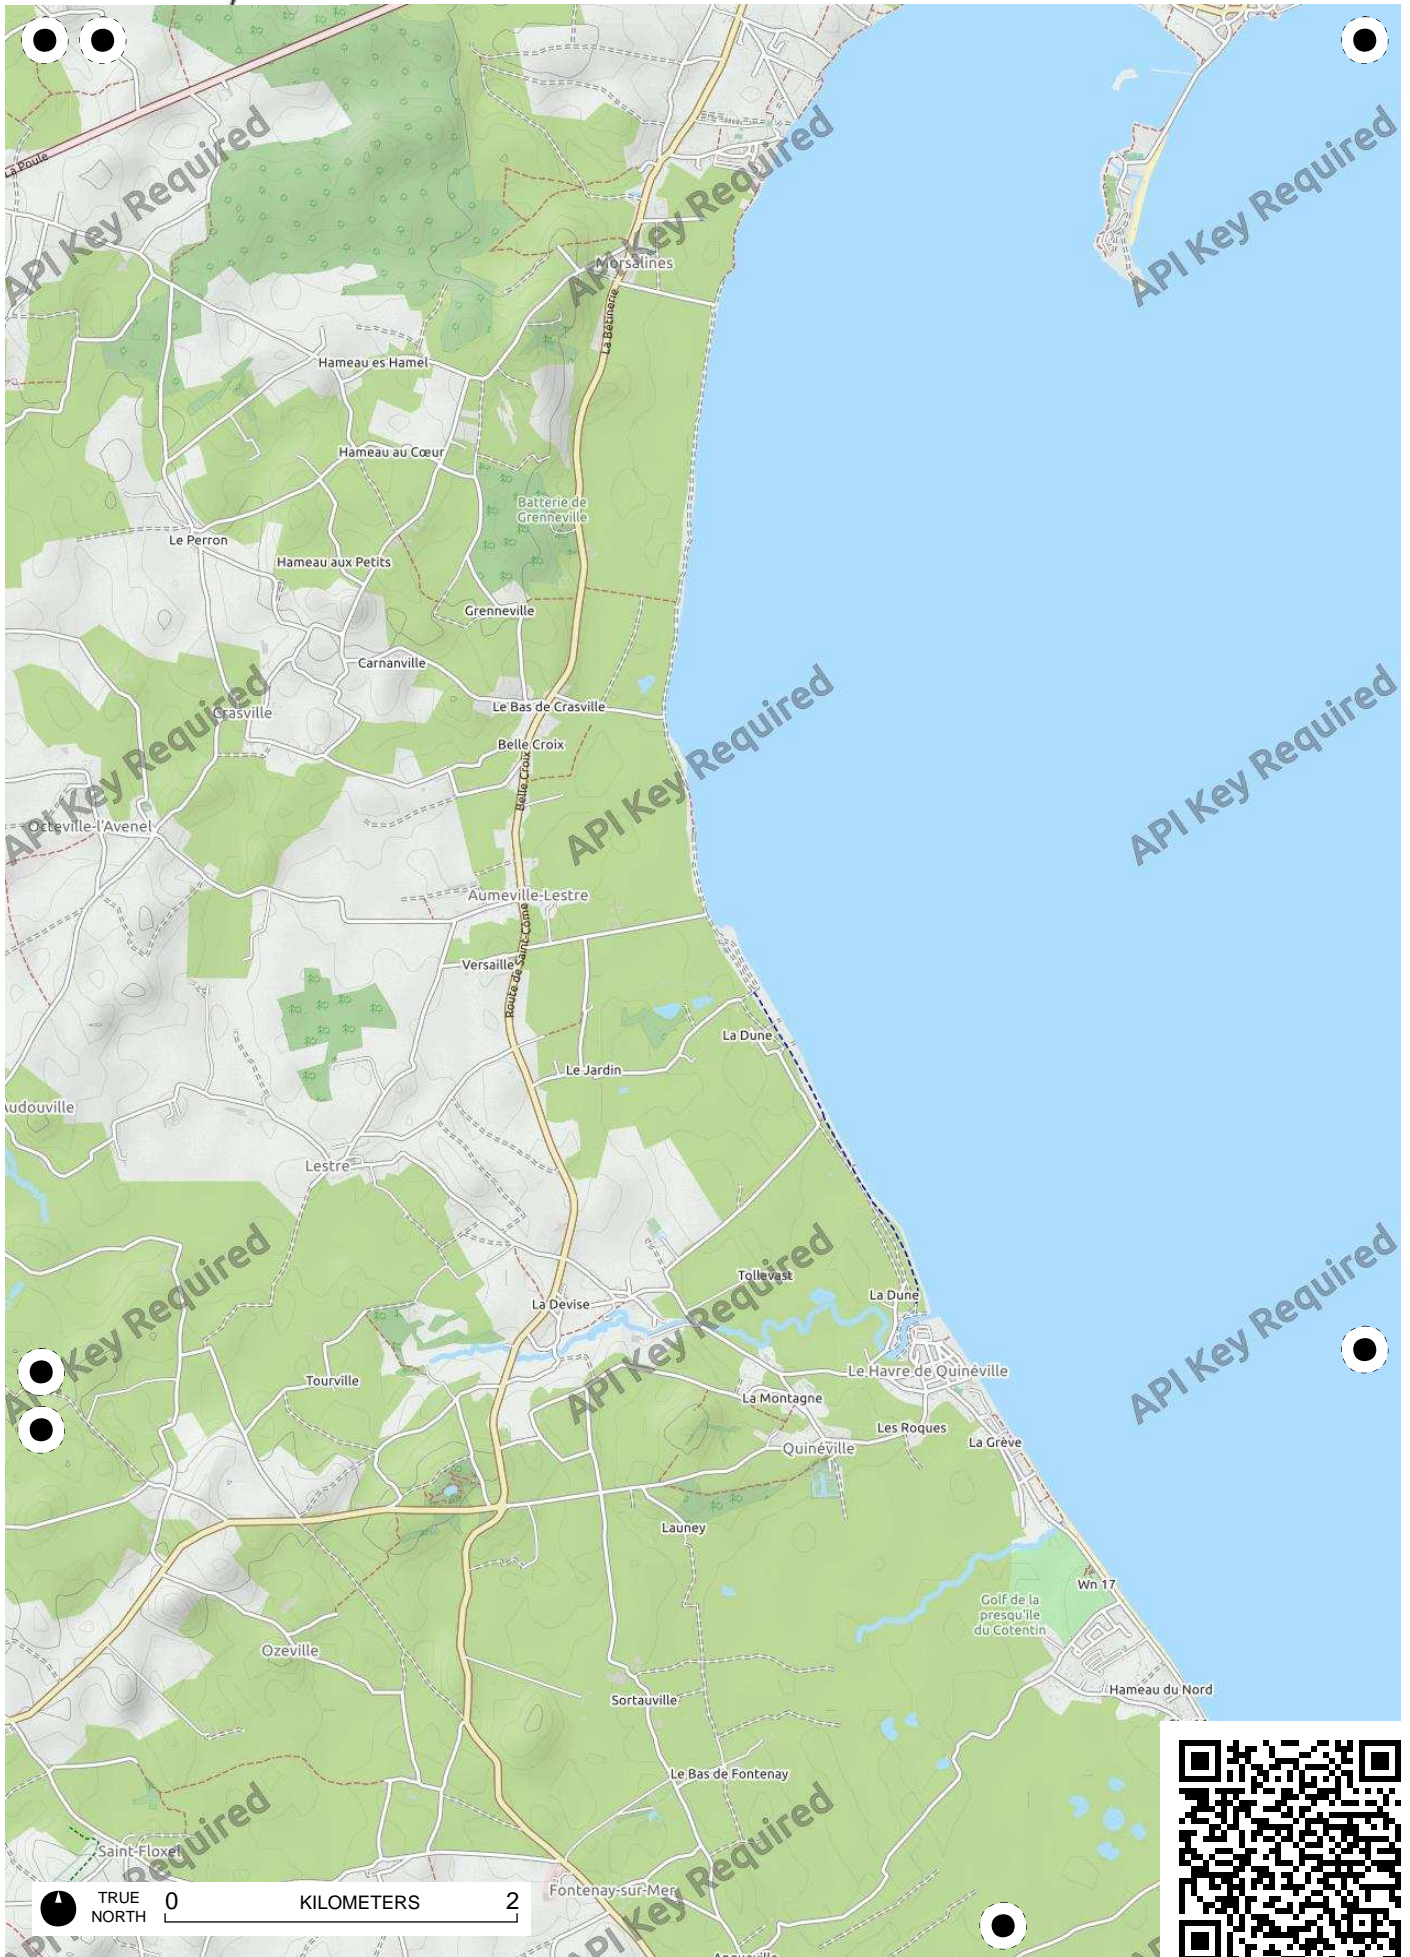 La Poule
API Key Required
API Key Required
API Key Required
Morsalines
La Bétinerie
Hameau es Hamel
Hameau au Cœur
Batterie de
Grenneville
Le Perron
Hameau aux Petits
Grenneville
Carnanville
Le Bas de Crasville
Crasville
API Key Required
API Key Required
API Key Required
Belle Croix
Belle Croix
Octeville-l'Avenel
Aumeville-Lestre
Route de Saint-Côme
Versaille
La Dune
Le Jardin
Audouville
Lestre
API Key Required
API Key Required
API Key Required
Tollevast
La Dune
La Devise
Le Havre de Quinéville
Tourville
La Montagne
Les Roques
La Grève
Quinéville
Launey
Wn 17
Golf de la
presqu'île
du Cotentin
Ozeville
Hameau du Nord
Sortauville
Le Bas de Fontenay
Required
API Key Required
Saint-Floxel
Fontenay-sur-Mer
TRUE
NORTH
0 KILOMETERS 2